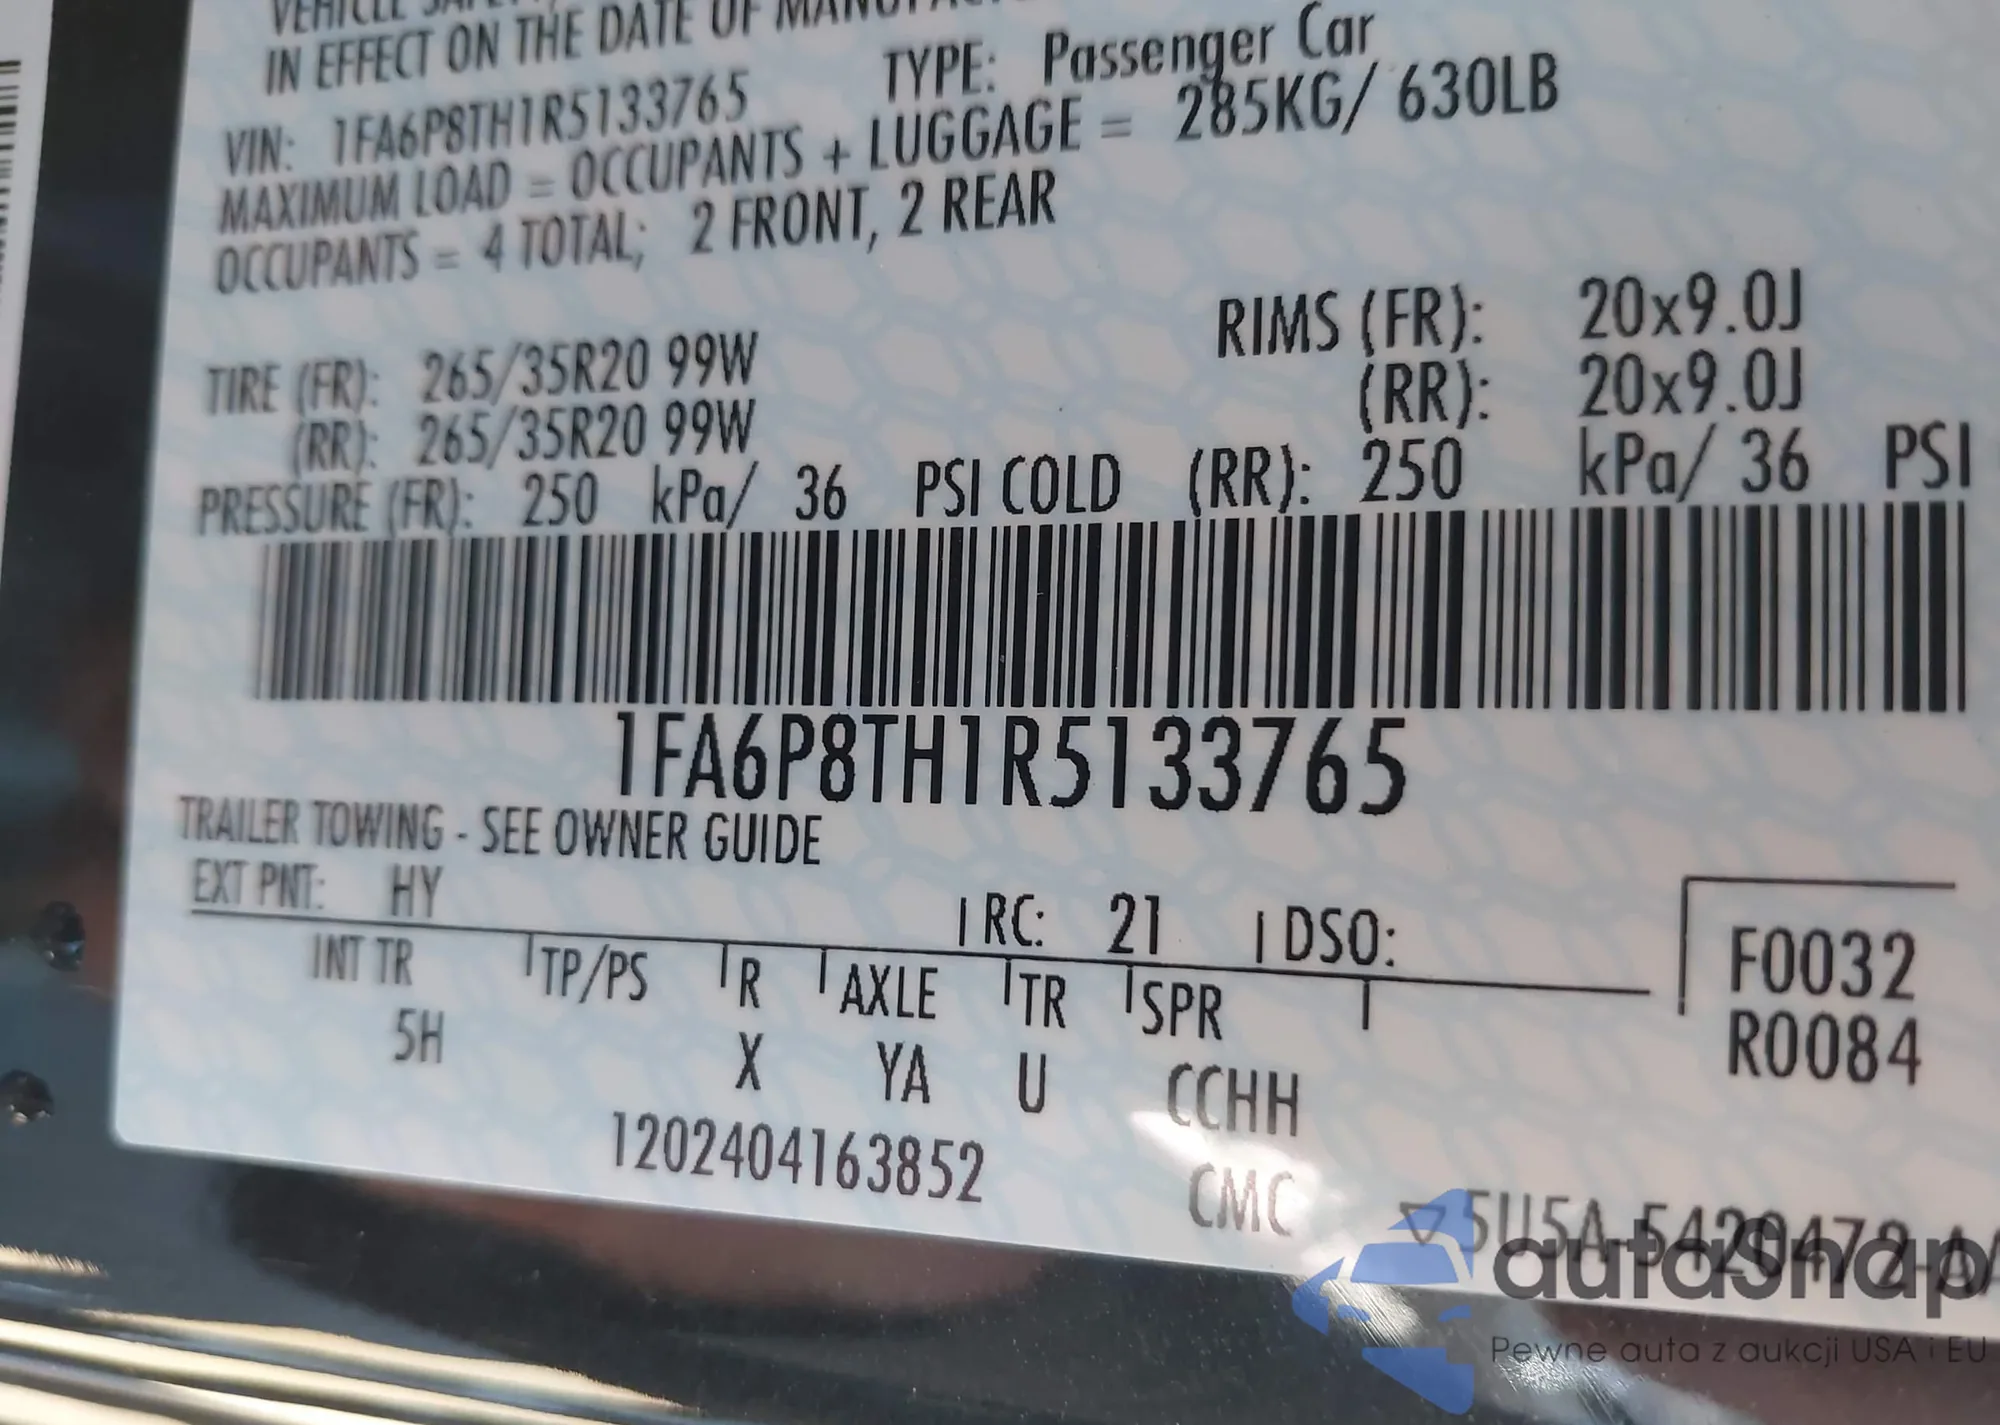 VEHICLE
IN EFFECT ON THE DATE OF
VIN: 1FA6P8TH1R5133765 TYPE: Passenger Car
MAXIMUM LOAD = OCCUPANTS + LUGGAGE = 285KG/ 630LB
OCCUPANTS = 4 TOTAL; 2 FRONT, 2 REAR
TIRE (FR): 265/35R20 99W RIMS (FR): 20x9.0J
(RR): 265/35R20 99W (RR): 20x9.0J
PRESSURE (FR): 250 kPa/ 36 PSI COLD (RR): 250 kPa/ 36 PSI
1FA6P8TH1R5133765
TRAILER TOWING - SEE OWNER GUIDE
EXT PNT: HY RC: 21 DSO:
INT TR TP/PS R AXLE TR SPR F0032
5H X YA U CCHH R0084
1202404163852 CMC
5U5A-5420472-A
autasnap
Pewne auta z aukcji USA i EU